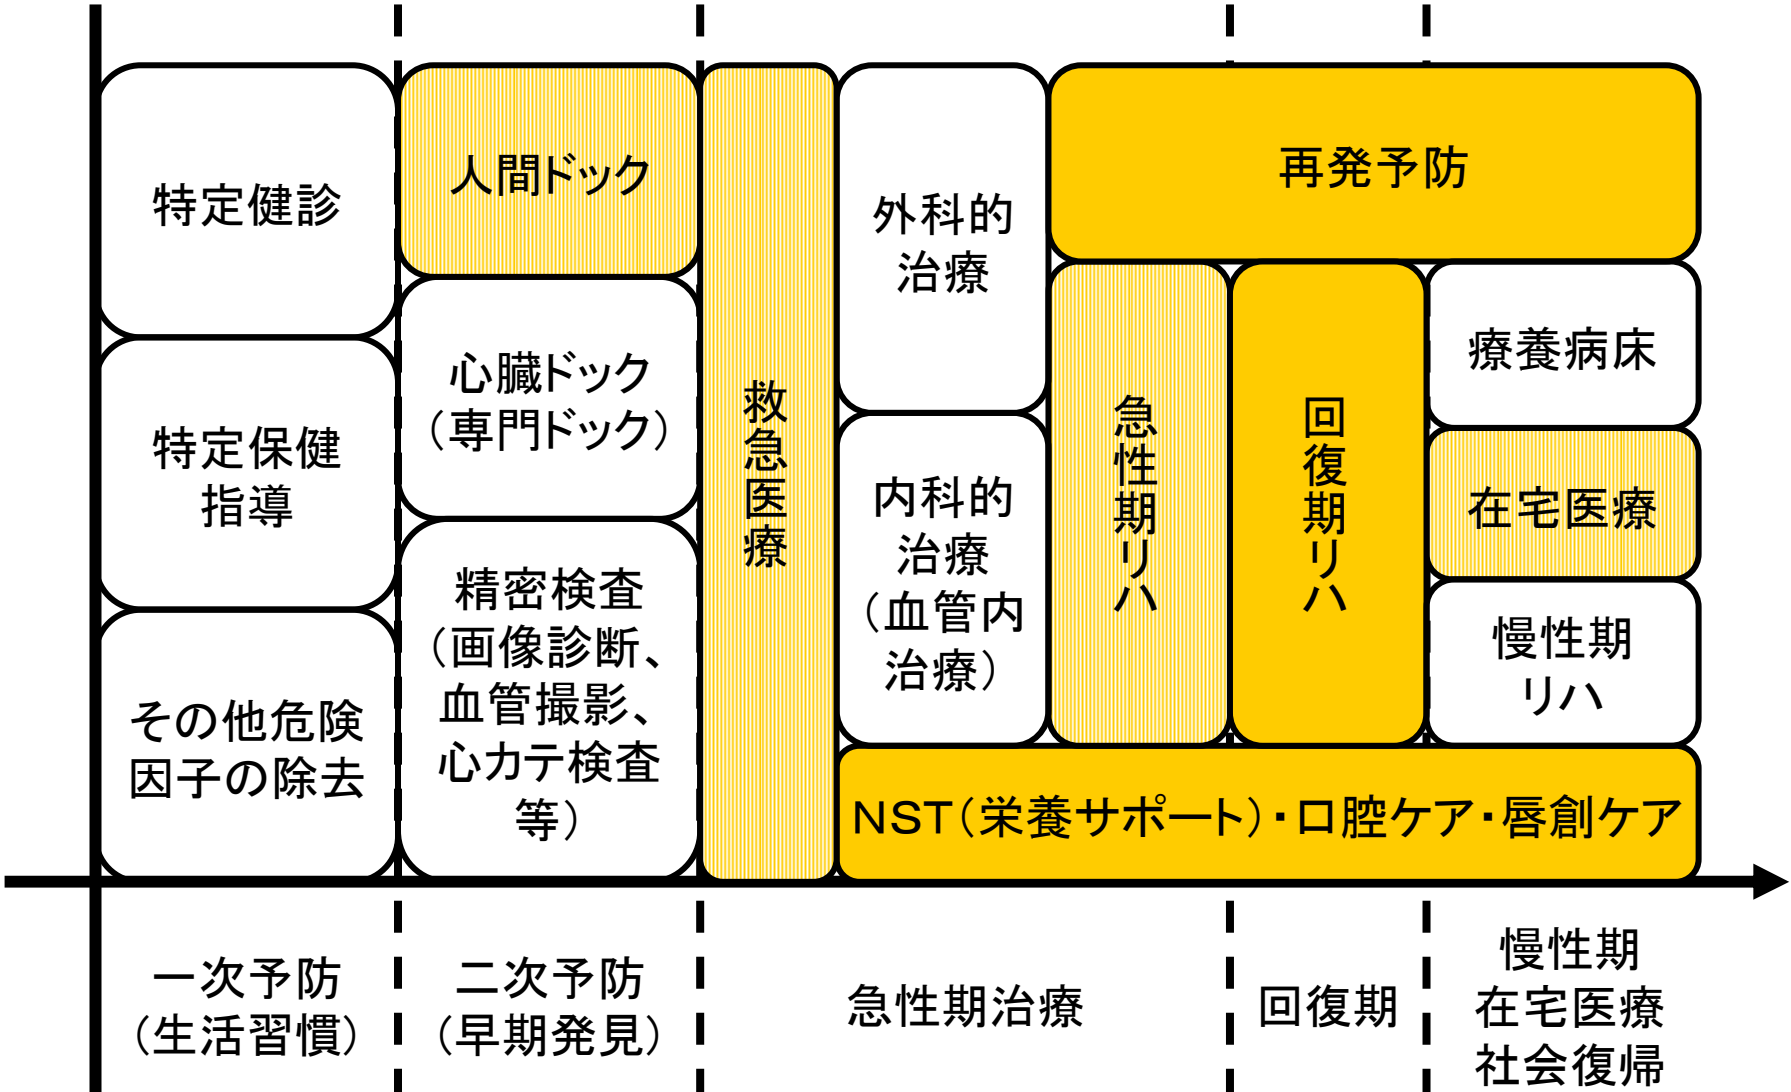 特定健診
特定保健
指導
その他危険
因子の除去
人間ドック
心臓ドック
(専門ドック)
精密検査
(画像診断、
血管撮影、
心カテ検査
等)
救急医療
外科的
治療
内科的
治療
(血管内
治療)
再発予防
急性期リハ
回復期リハ
療養病床
在宅医療
慢性期
リハ
NST(栄養サポート)・口腔ケア・唇創ケア
一次予防
(生活習慣)
二次予防
(早期発見)
急性期治療
回復期
慢性期
在宅医療
社会復帰